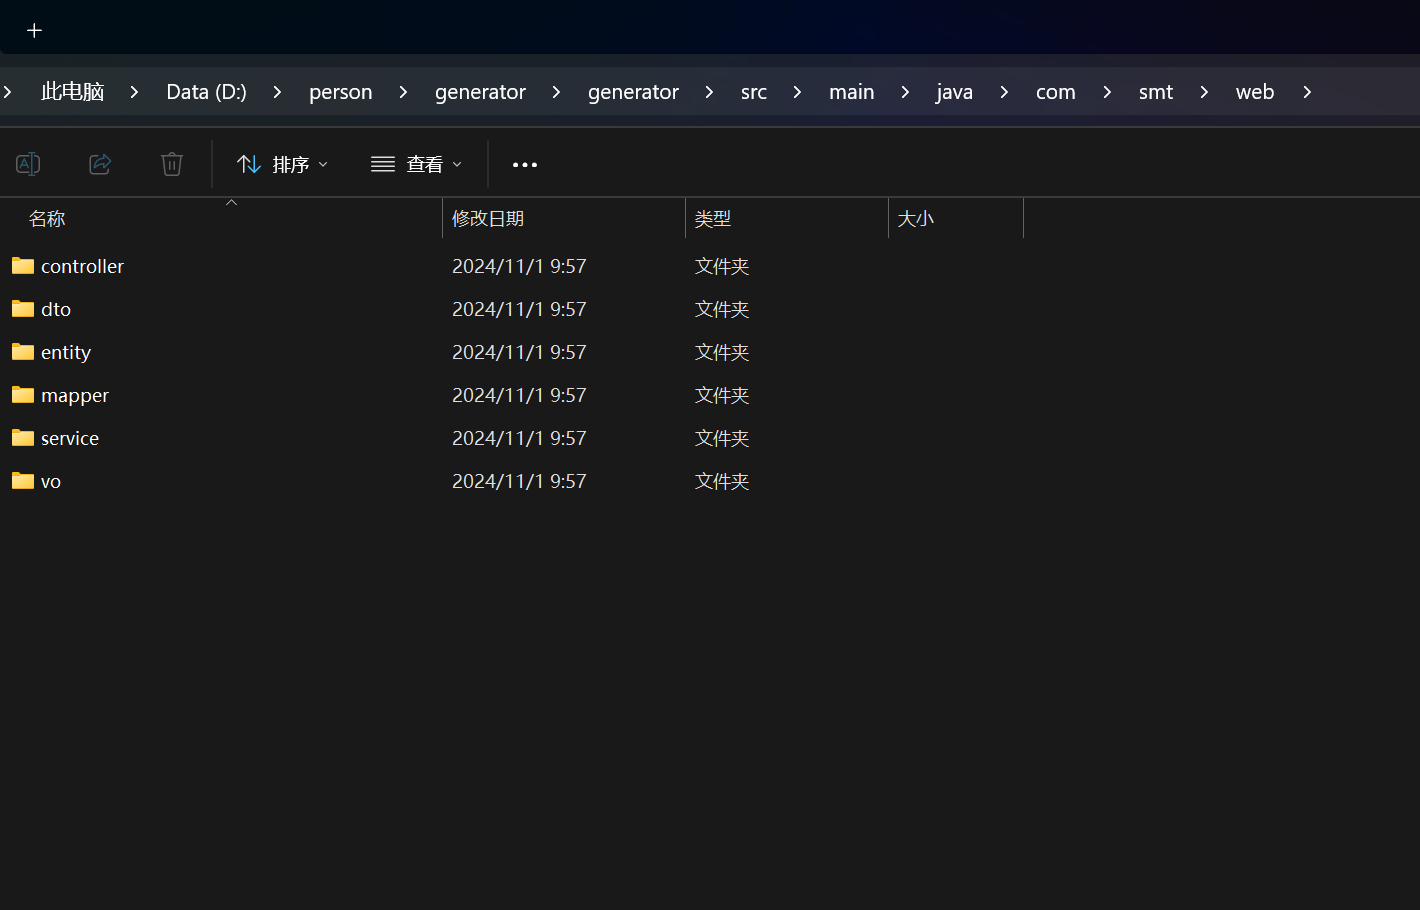 此电脑 Data (D:) person generator generator src main java com smt web
排序 查看
名称 修改日期 类型 大小
controller 2024/11/1 9:57 文件夹
dto 2024/11/1 9:57 文件夹
entity 2024/11/1 9:57 文件夹
mapper 2024/11/1 9:57 文件夹
service 2024/11/1 9:57 文件夹
vo 2024/11/1 9:57 文件夹